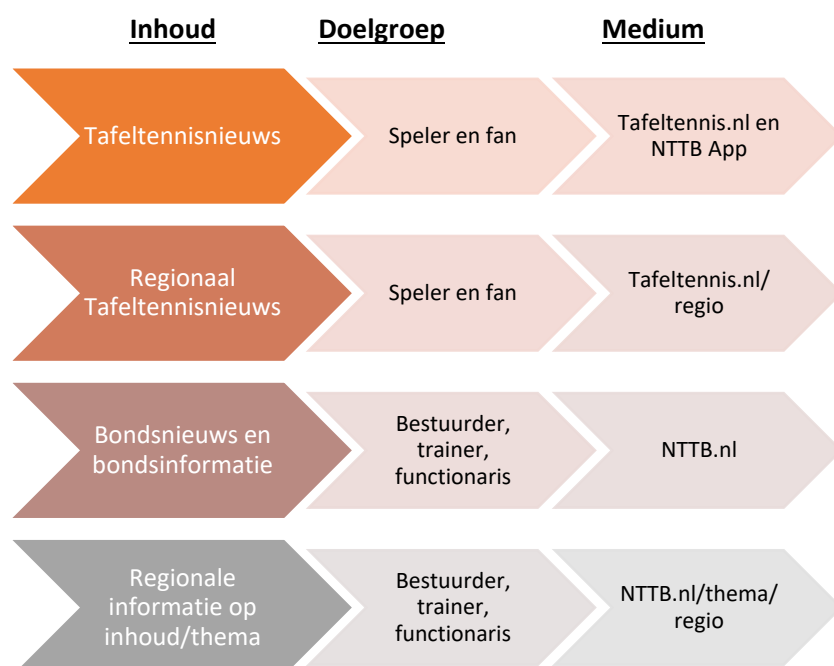 Inhoud Doelgroep Medium
Tafeltennisnieuws
Speler en fan
Tafeltennis.nl en
NTTB App
Regionaal
Tafeltennisnieuws
Speler en fan
Tafeltennis.nl/
regio
Bondsnieuws en
bondsinformatie
Bestuurder,
trainer,
functionaris
NTTB.nl
Regionale
informatie op
inhoud/thema
Bestuurder,
trainer,
functionaris
NTTB.nl/thema/
regio